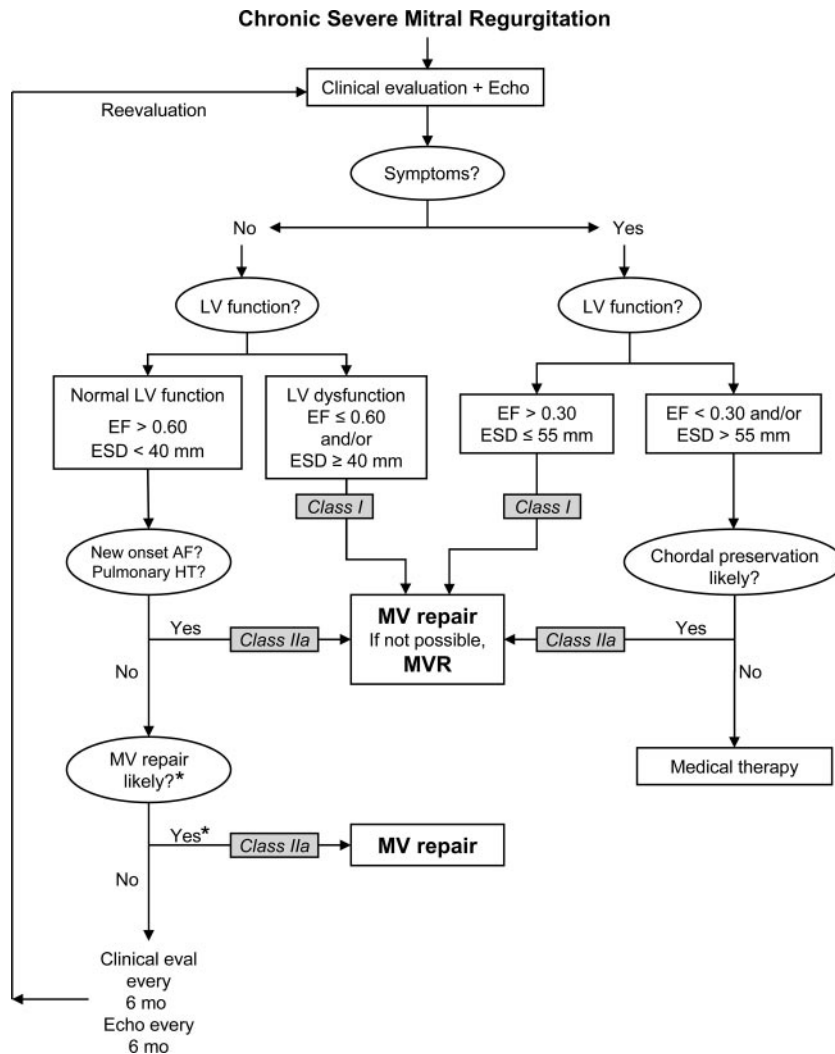 Chronic Severe Mitral Regurgitation
Clinical evaluation + Echo
Reevaluation
Symptoms?
No
Yes
LV function?
LV function?
Normal LV function
EF > 0.60
ESD < 40 mm
LV dysfunction
EF ≤ 0.60
and/or
ESD ≥ 40 mm
EF > 0.30
ESD ≤ 55 mm
EF < 0.30 and/or
ESD > 55 mm
Class I
Class I
New onset AF?
Pulmonary HT?
Chordal preservation
likely?
MV repair
If not possible,
MVR
Yes
Class IIa
Class IIa
Yes
No
No
MV repair
likely?*
Medical therapy
Yes*
Class IIa
MV repair
No
Clinical eval
every
6 mo
Echo every
6 mo